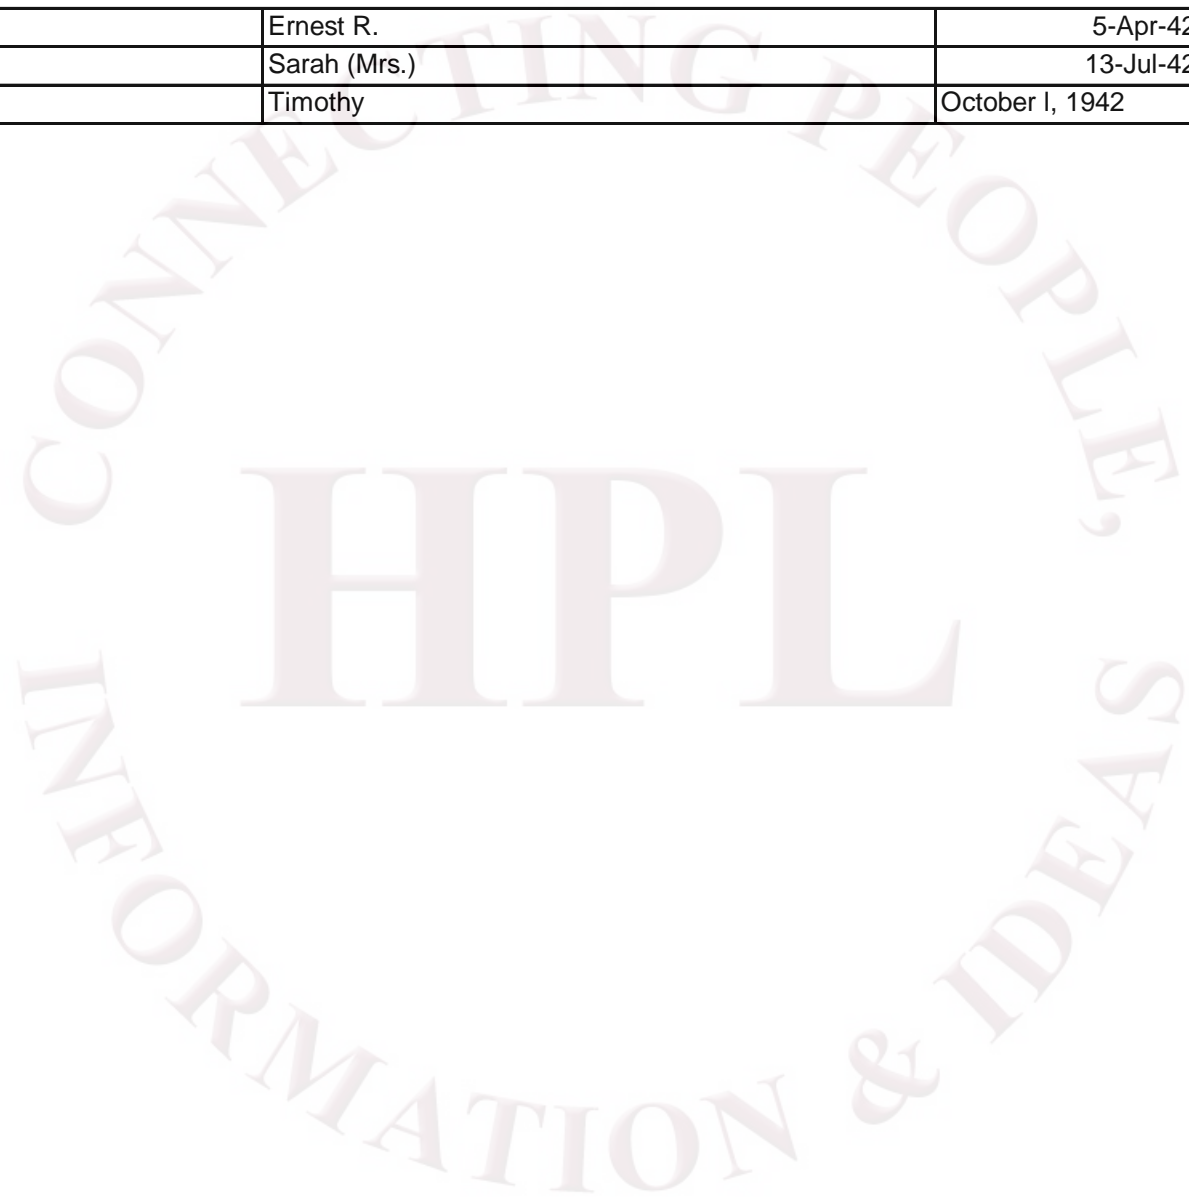 Ernest R. 5-Apr-42
Sarah (Mrs.) 13-Jul-42
Timothy October l, 1942
CONNECTING PEOPLE,
HPL
INFORMATION & IDEAS